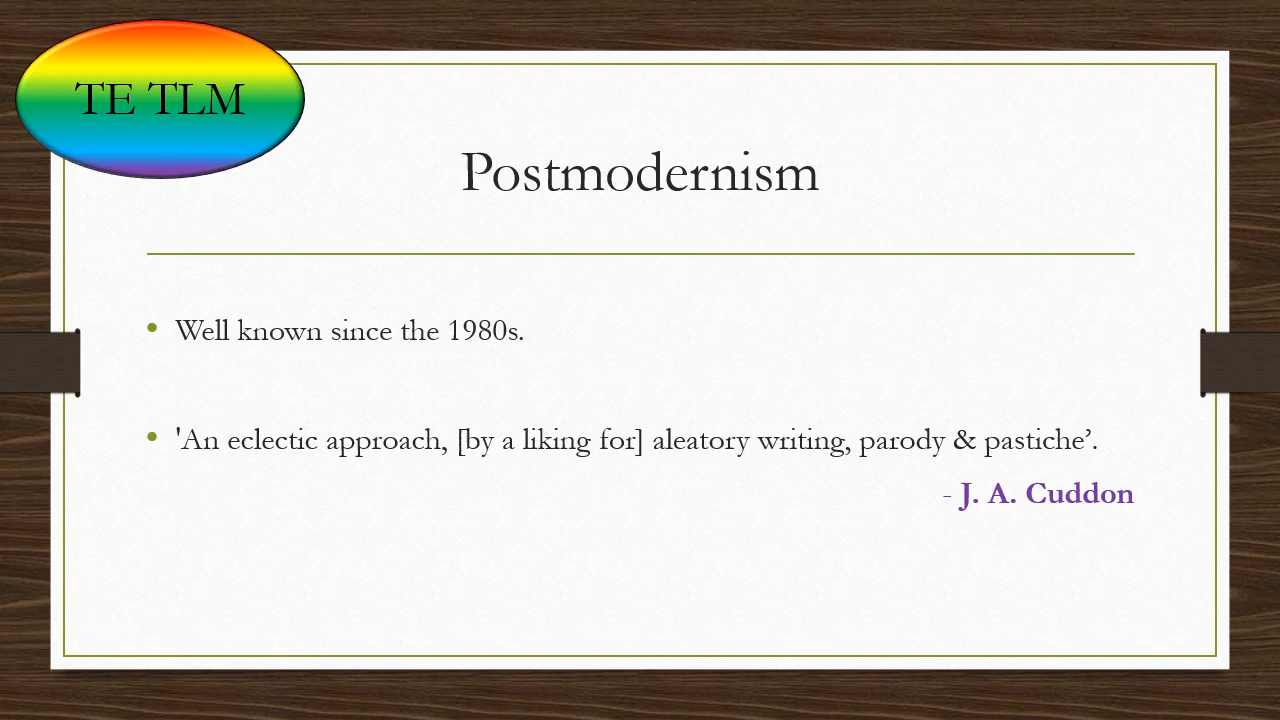 TE TLM
Postmodernism
• Well known since the 1980s.
• 'An eclectic approach, [by a liking for] aleatory writing, parody & pastiche’.
- J. A. Cuddon